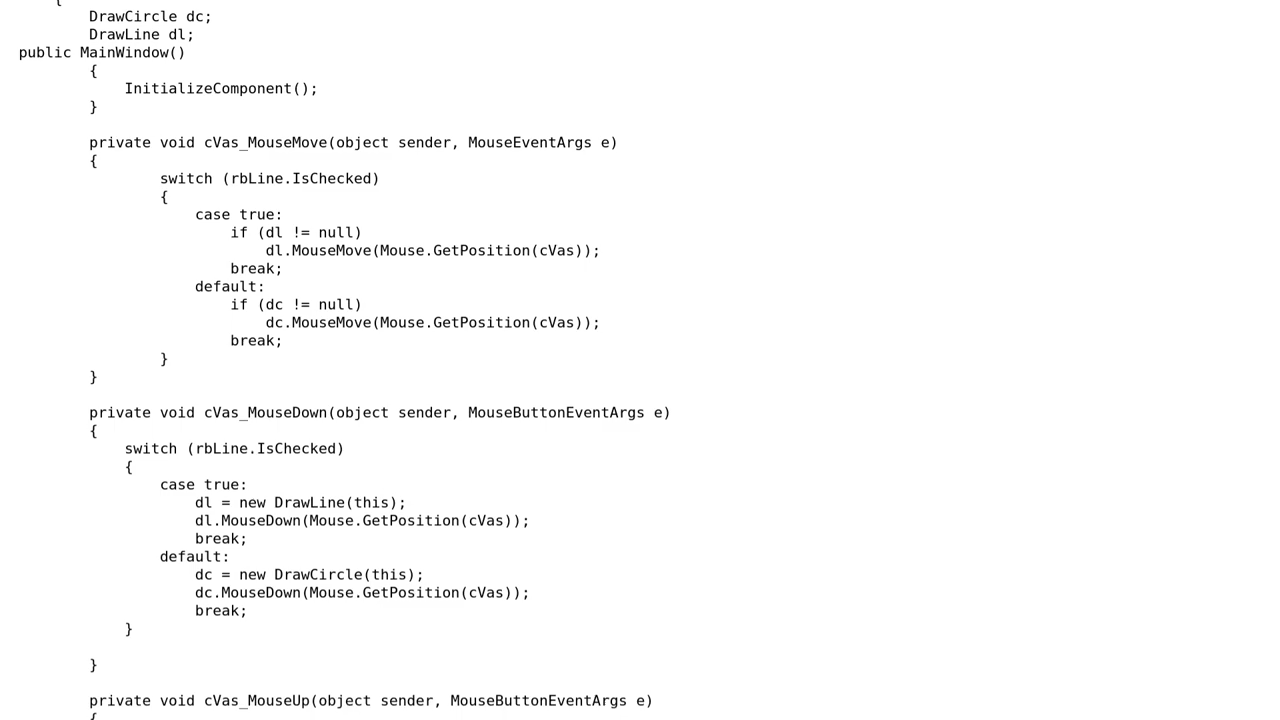 {
DrawCircle dc;
DrawLine dl;
public MainWindow()
{
InitializeComponent();
}
private void cVas_MouseMove(object sender, MouseEventArgs e)
{
switch (rbLine.IsChecked)
{
case true:
if (dl != null)
dl.MouseMove(Mouse.GetPosition(cVas));
break;
default:
if (dc != null)
dc.MouseMove(Mouse.GetPosition(cVas));
break;
}
}
private void cVas_MouseDown(object sender, MouseButtonEventArgs e)
{
switch (rbLine.IsChecked)
{
case true:
dl = new DrawLine(this);
dl.MouseDown(Mouse.GetPosition(cVas));
break;
default:
dc = new DrawCircle(this);
dc.MouseDown(Mouse.GetPosition(cVas));
break;
}
}
private void cVas_MouseUp(object sender, MouseButtonEventArgs e)
{